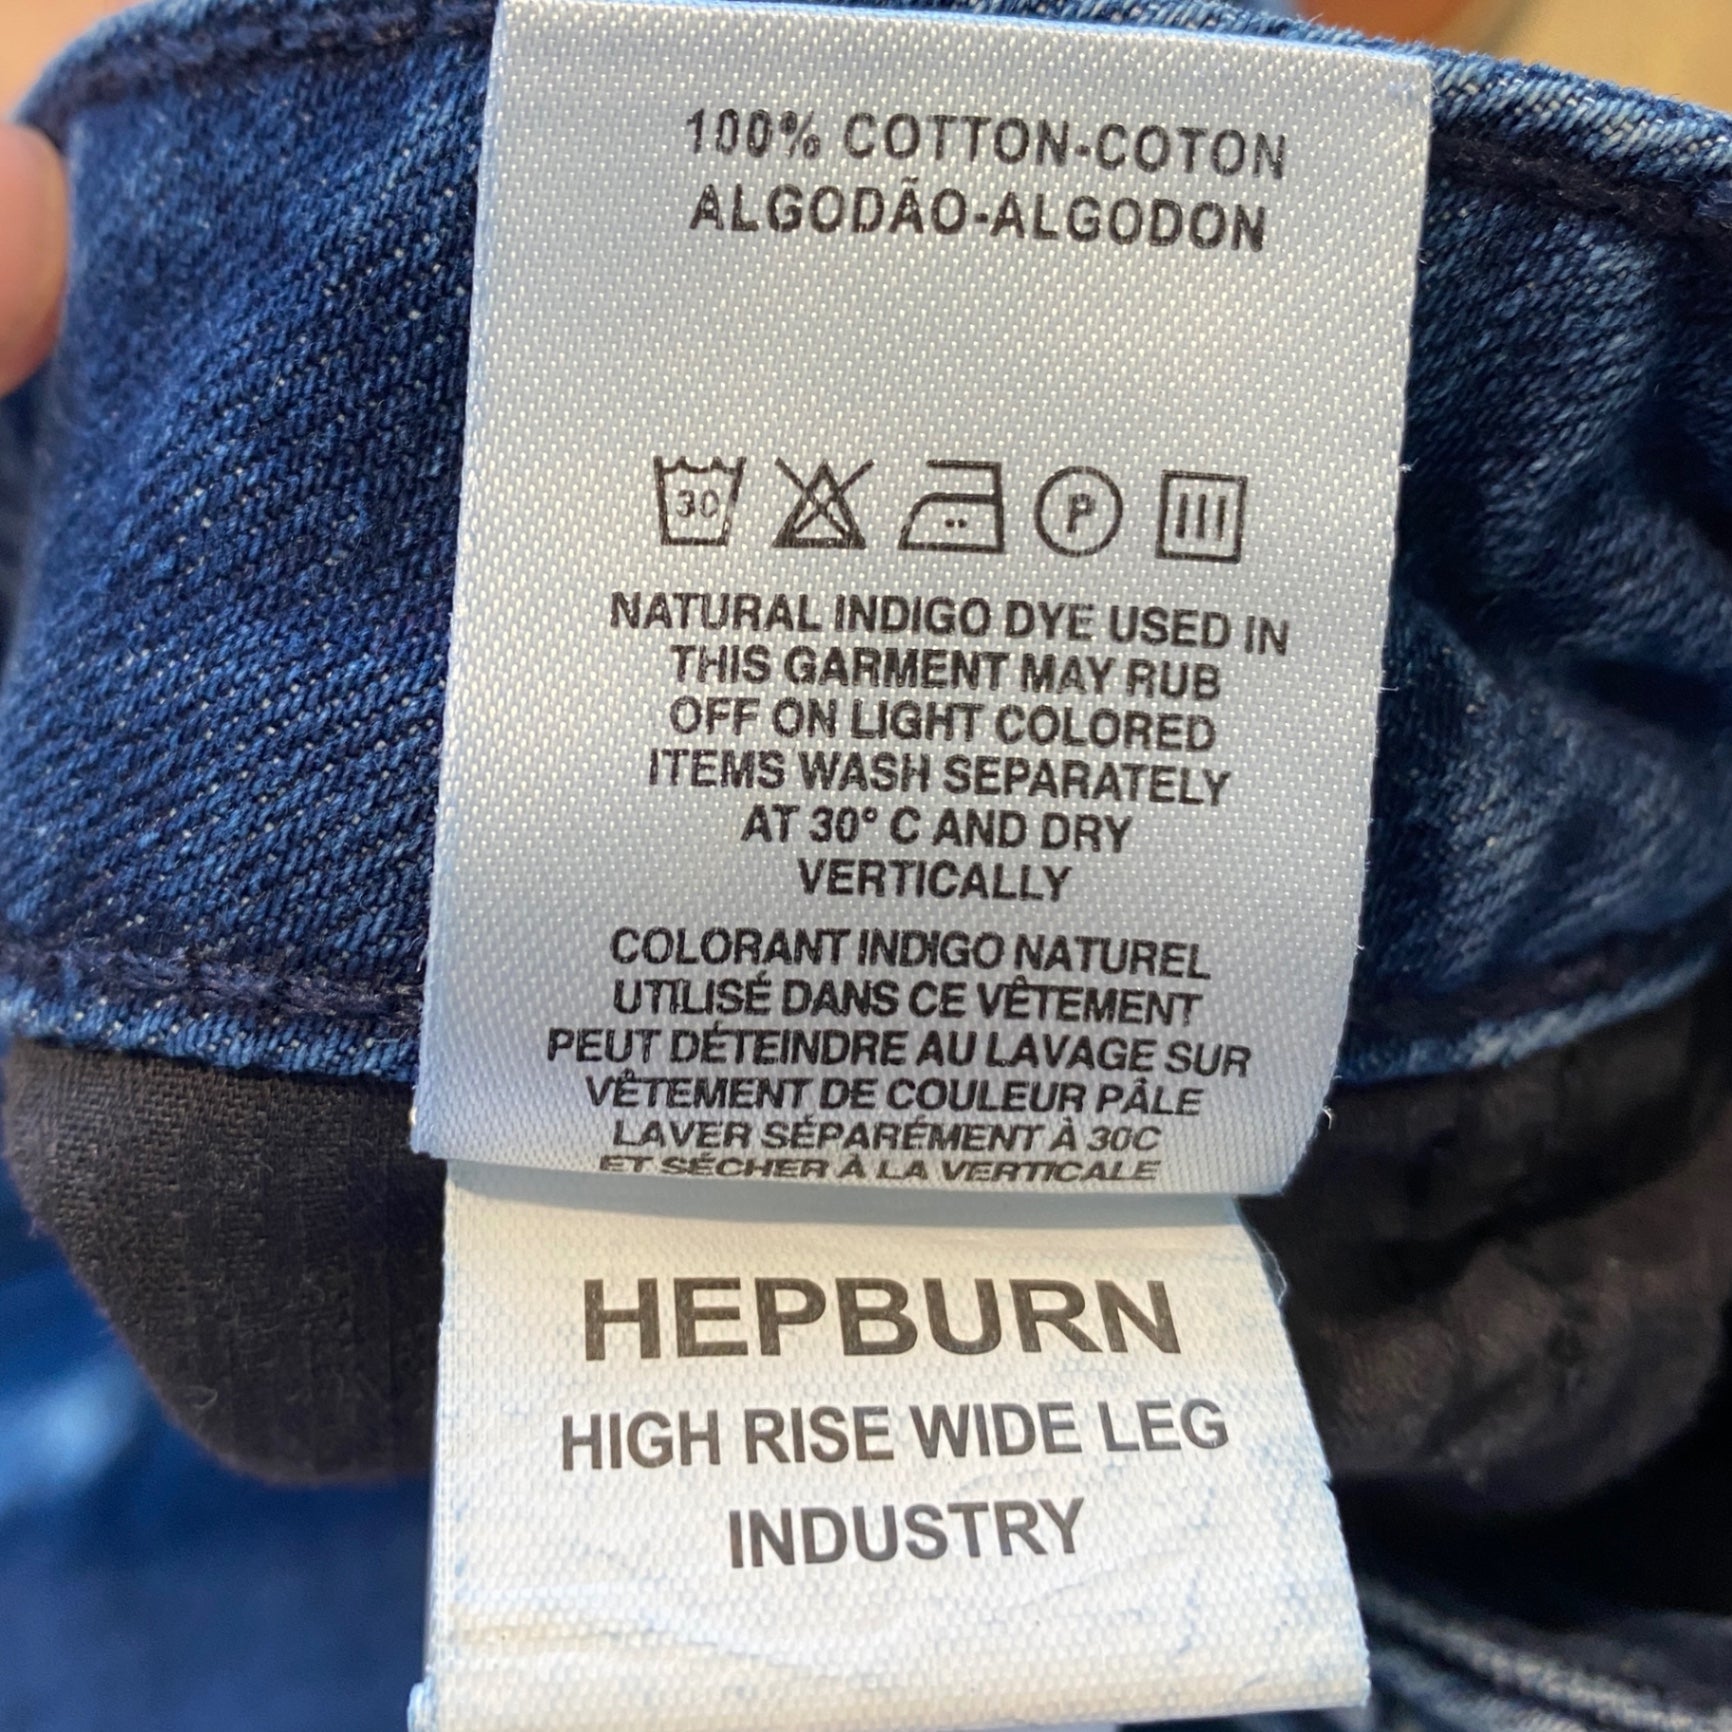 100% COTTON-COTON
ALGODÃO-ALGODON
30 P
NATURAL INDIGO DYE USED IN
THIS GARMENT MAY RUB
OFF ON LIGHT COLORED
ITEMS WASH SEPARATELY
AT 30° C AND DRY
VERTICALLY
COLORANT INDIGO NATUREL
UTILISÉ DANS CE VÊTEMENT
PEUT DÉTEINDRE AU LAVAGE SUR
VÊTEMENT DE COULEUR PÂLE
LAVER SÉPARÉMENT À 30C
ET SÉCHER À LA VERTICALE
HEPBURN
HIGH RISE WIDE LEG
INDUSTRY